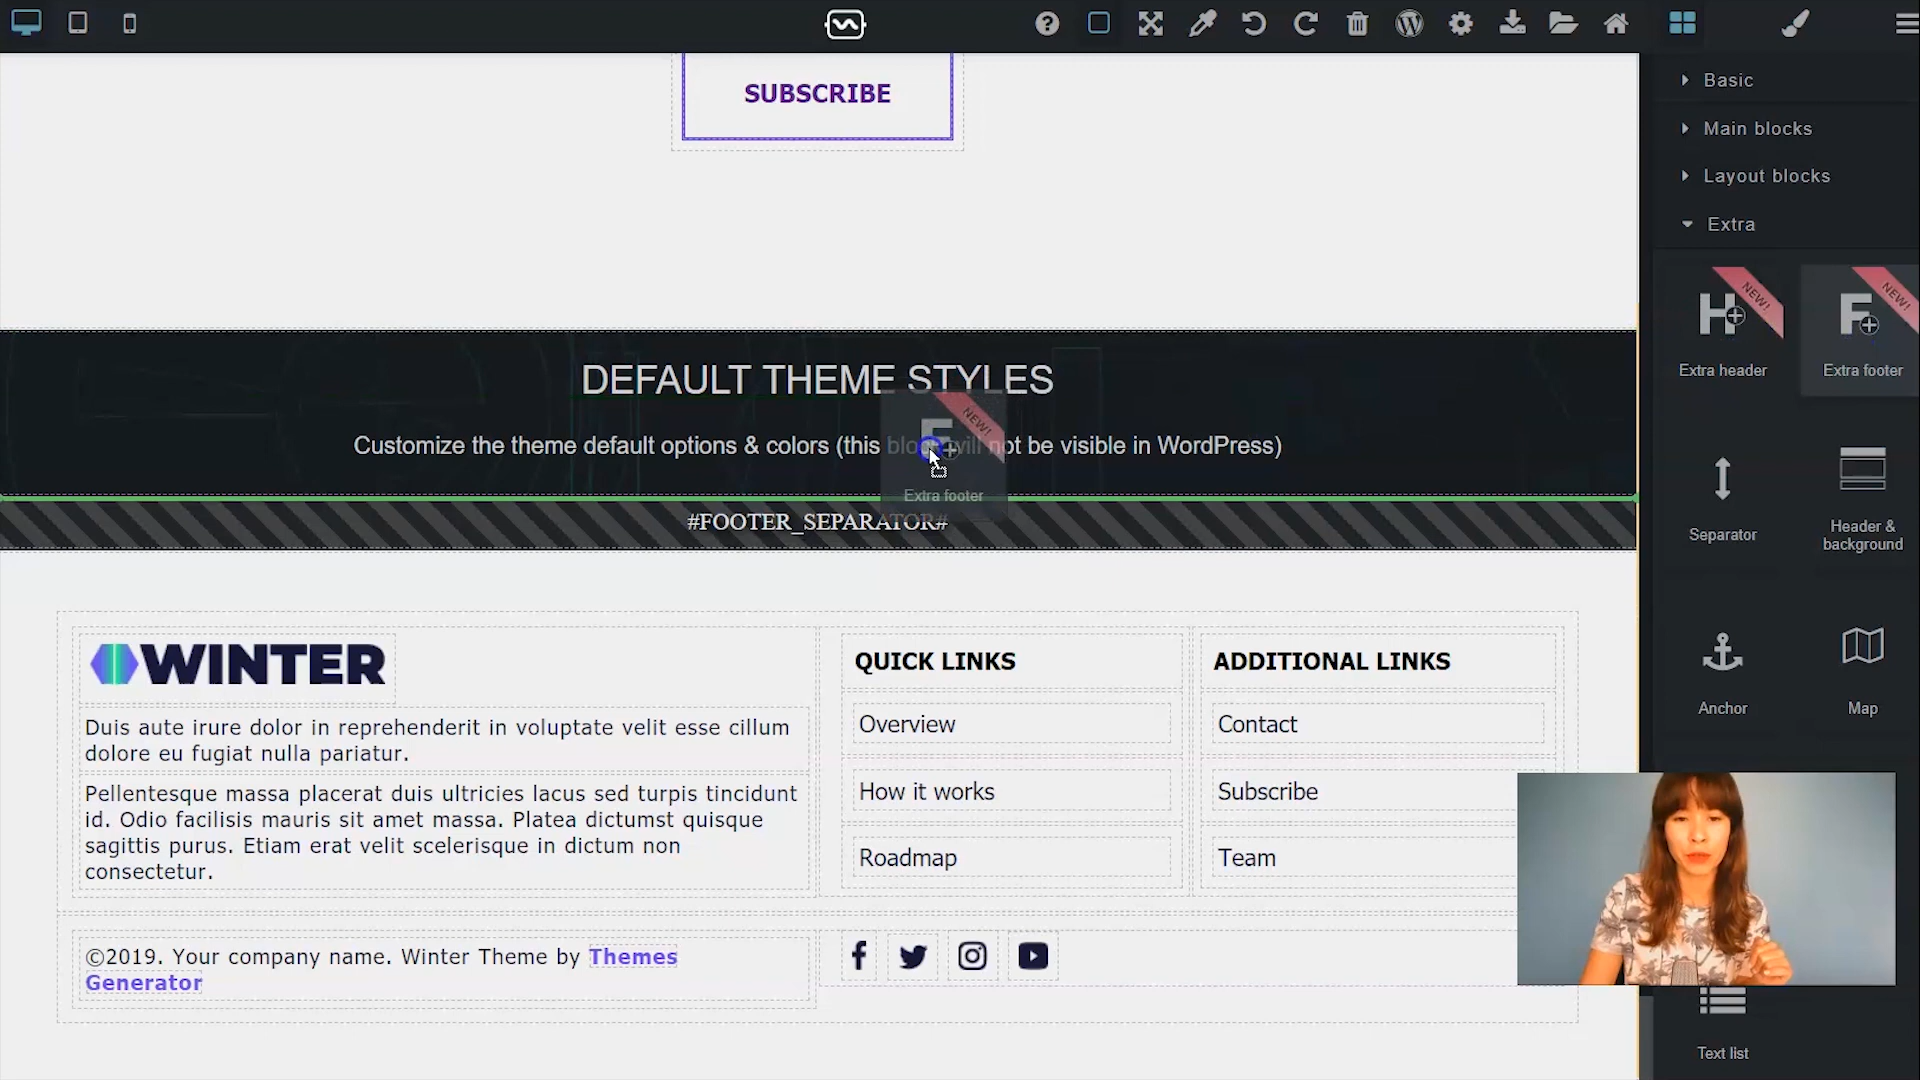 SUBSCRIBE
DEFAULT THEME STYLES
Customize the theme default options & colors (this block will not be visible in WordPress)
NEW!
Extra footer
#FOOTER_SEPARATOR#
WINTER
Duis aute irure dolor in reprehenderit in voluptate velit esse cillum
dolore eu fugiat nulla pariatur.
Pellentesque massa placerat duis ultricies lacus sed turpis tincidunt
id. Odio facilisis mauris sit amet massa. Platea dictumst quisque
sagittis purus. Etiam erat velit scelerisque in dictum non
consectetur.
©2019. Your company name. Winter Theme by Themes
Generator
QUICK LINKS
Overview
How it works
Roadmap
ADDITIONAL LINKS
Contact
Subscribe
Team
Basic
Main blocks
Layout blocks
Extra
NEW!
Extra header
NEW!
Extra footer
Separator
Header &
background
Anchor
Map
Text list